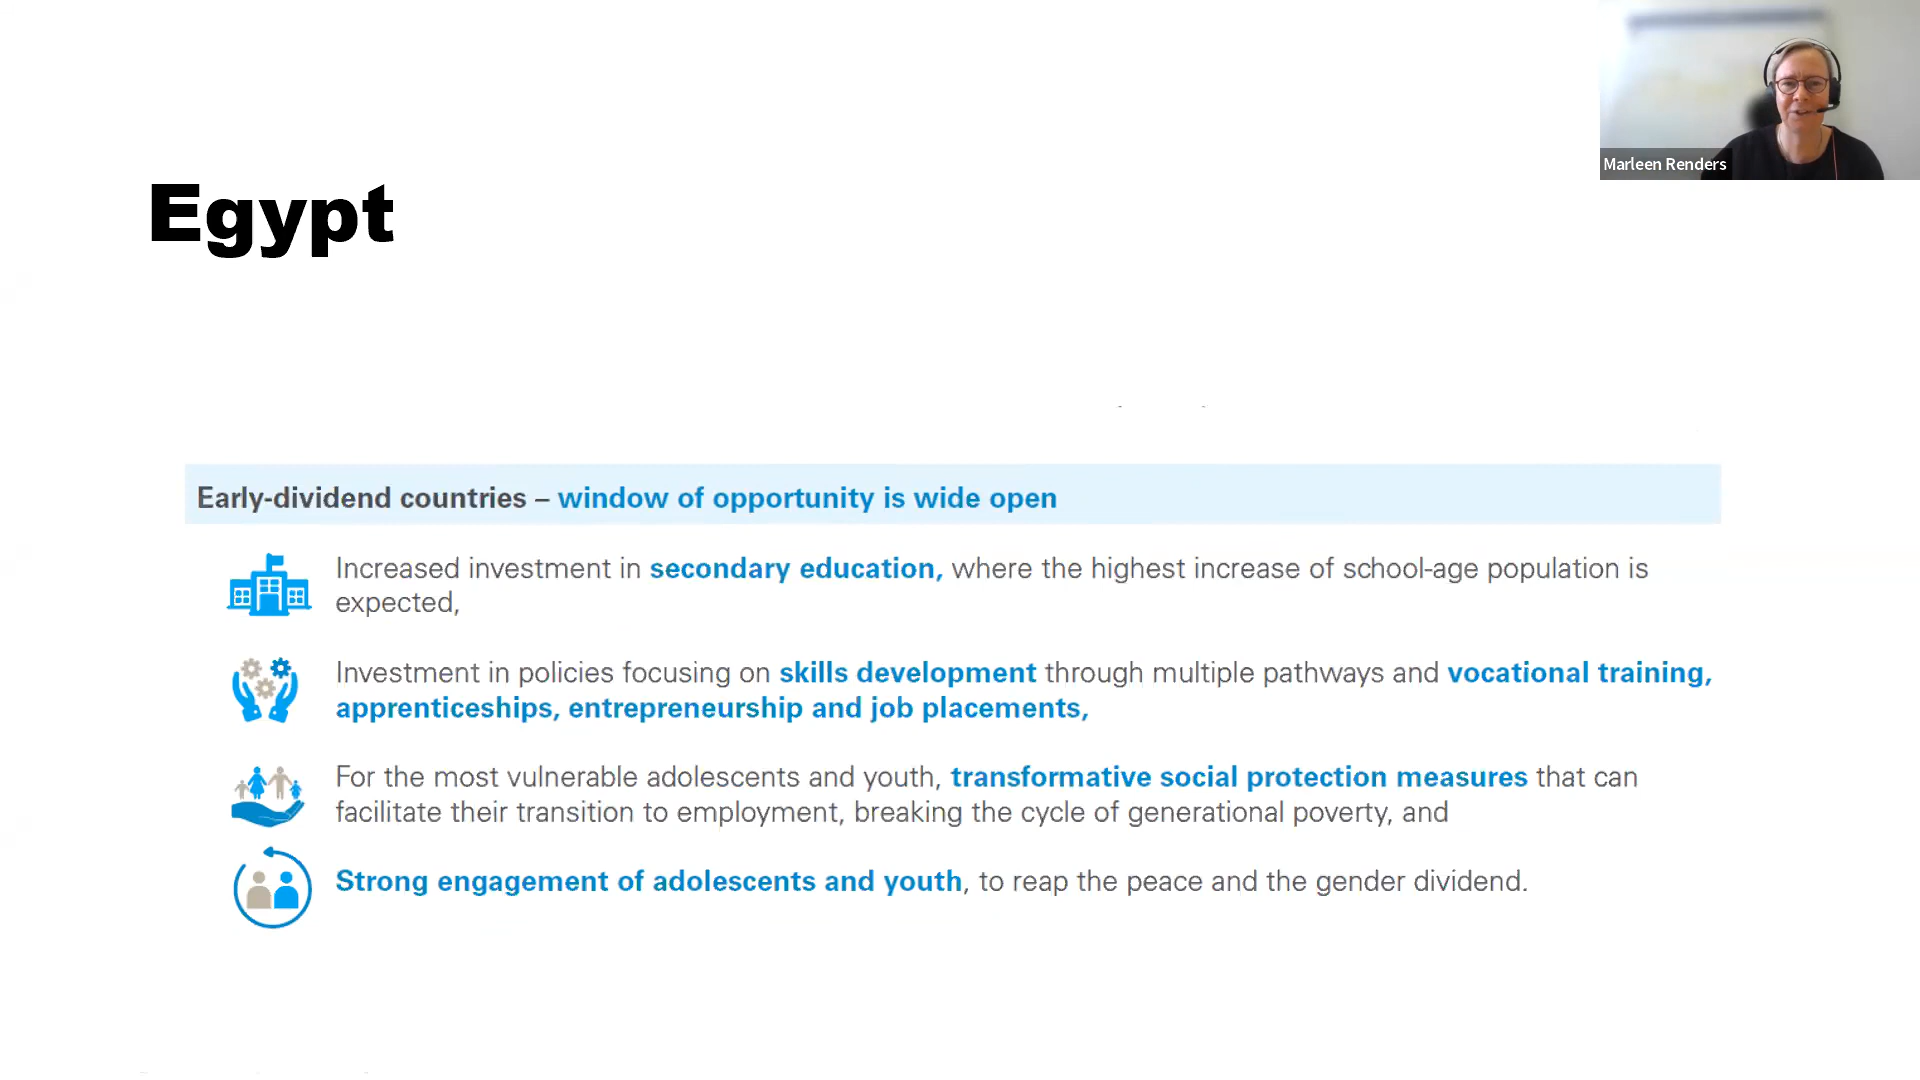 Marleen Renders
Egypt
Early-dividend countries – window of opportunity is wide open
Increased investment in secondary education, where the highest increase of school-age population is
expected,
Investment in policies focusing on skills development through multiple pathways and vocational training,
apprenticeships, entrepreneurship and job placements,
For the most vulnerable adolescents and youth, transformative social protection measures that can
facilitate their transition to employment, breaking the cycle of generational poverty, and
Strong engagement of adolescents and youth, to reap the peace and the gender dividend.